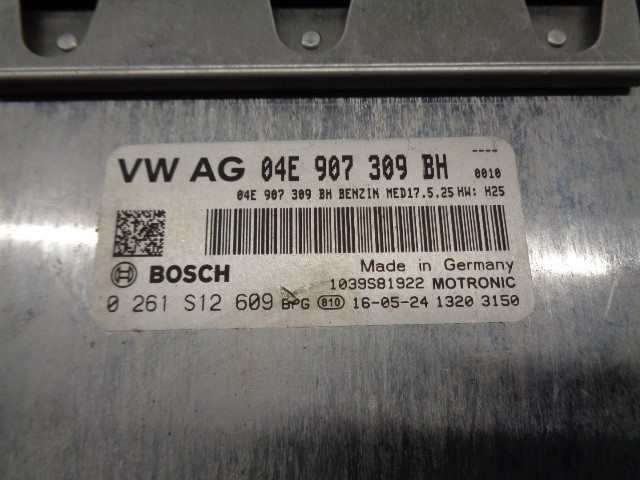 ----
VW AG 04E 907 309 BH 0010
04E 907 309 BH BENZIN MED17.5.25 HW: H25
BOSCH
Made in Germany
1039S81922 MOTRONIC
0 261 S12 609 BPG 810 16-05-24 1320 3150